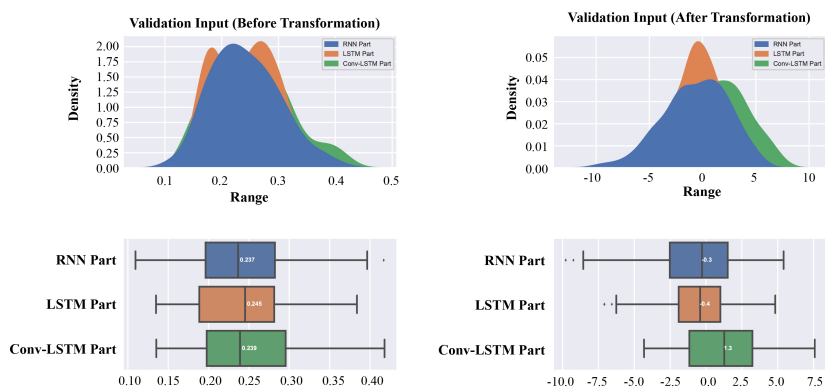 Validation Input (Before Transformation)
RNN Part
LSTM Part
Conv-LSTM Part
Density
2.00
1.75
1.50
1.25
1.00
0.75
0.50
0.25
0.00
0.1 0.2 0.3 0.4 0.5
Range
Validation Input (After Transformation)
RNN Part
LSTM Part
Conv-LSTM Part
Density
0.05
0.04
0.03
0.02
0.01
0.00
-10 -5 0 5 10
Range
RNN Part
0.237
LSTM Part
0.245
Conv-LSTM Part
0.239
0.10 0.15 0.20 0.25 0.30 0.35 0.40
RNN Part
-0.3
LSTM Part
-0.4
Conv-LSTM Part
1.3
-10.0 -7.5 -5.0 -2.5 0.0 2.5 5.0 7.5